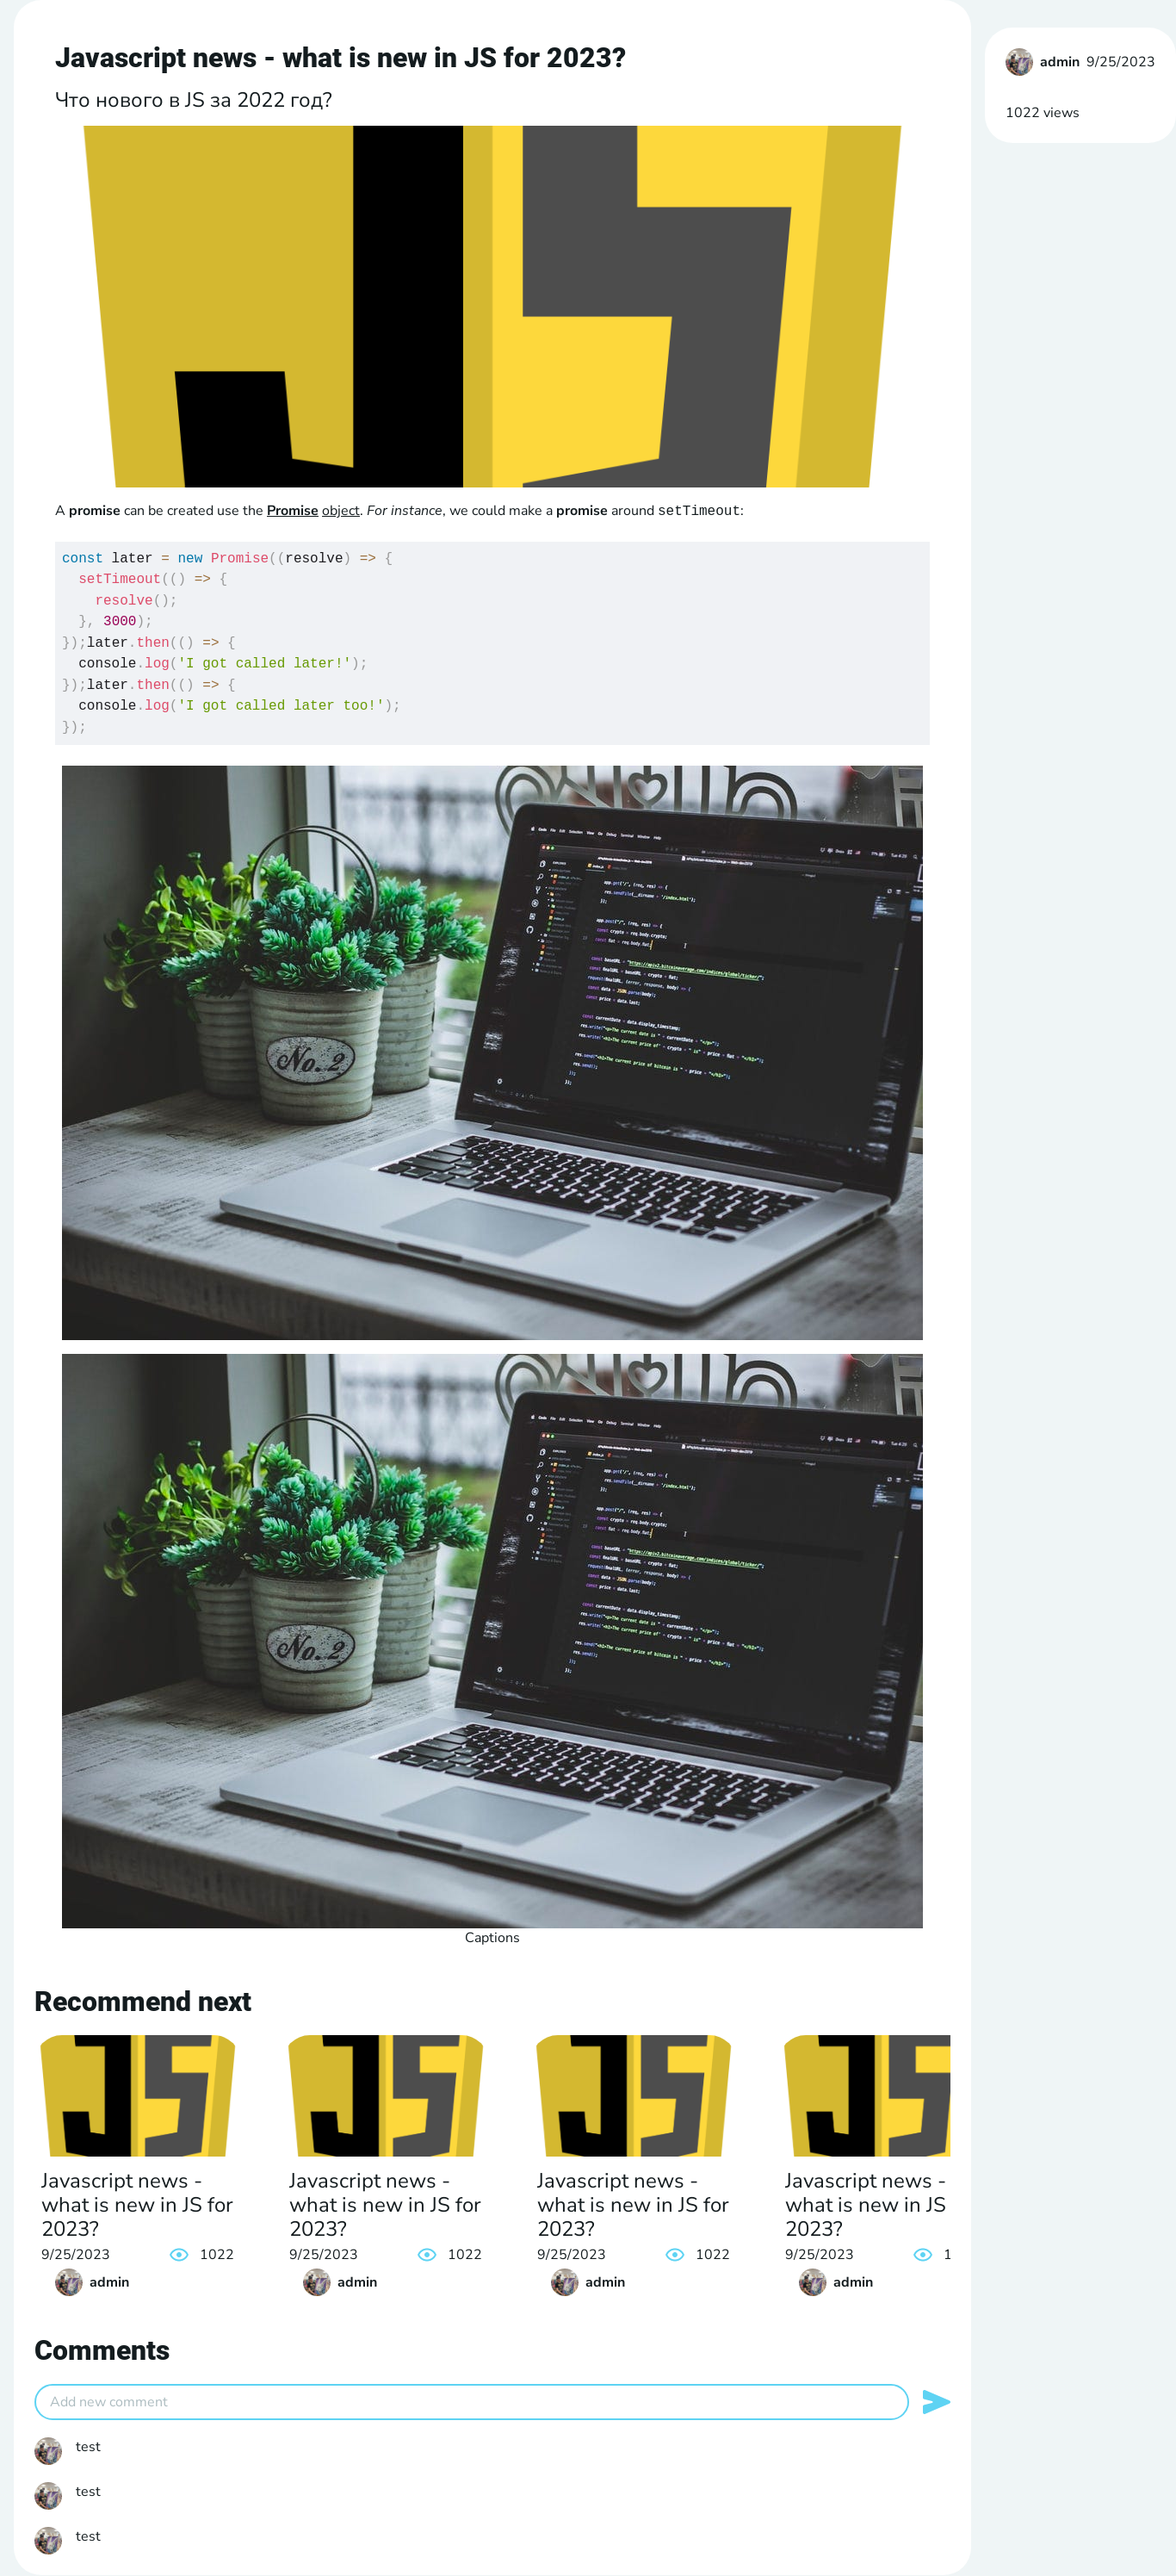 Javascript news - what is new in JS for 2023?
admin 9/25/2023
1022 views
Что нового в JS за 2022 год?
JS
A promise can be created use the Promise object. For instance, we could make a promise around setTimeout:
const later = new Promise((resolve) => {
  setTimeout(() => {
    resolve();
  }, 3000);
});later.then(() => {
  console.log('I got called later!');
});later.then(() => {
  console.log('I got called later too!');
});
No. 2
No. 2
Captions
Recommend next
JS
JS
JS
JS
Javascript news -
what is new in JS for
2023?
9/25/2023 1022
admin
Javascript news -
what is new in JS for
2023?
9/25/2023 1022
admin
Javascript news -
what is new in JS for
2023?
9/25/2023 1022
admin
Javascript news -
what is new in JS
2023?
9/25/2023 1
admin
Comments
Add new comment
test
test
test